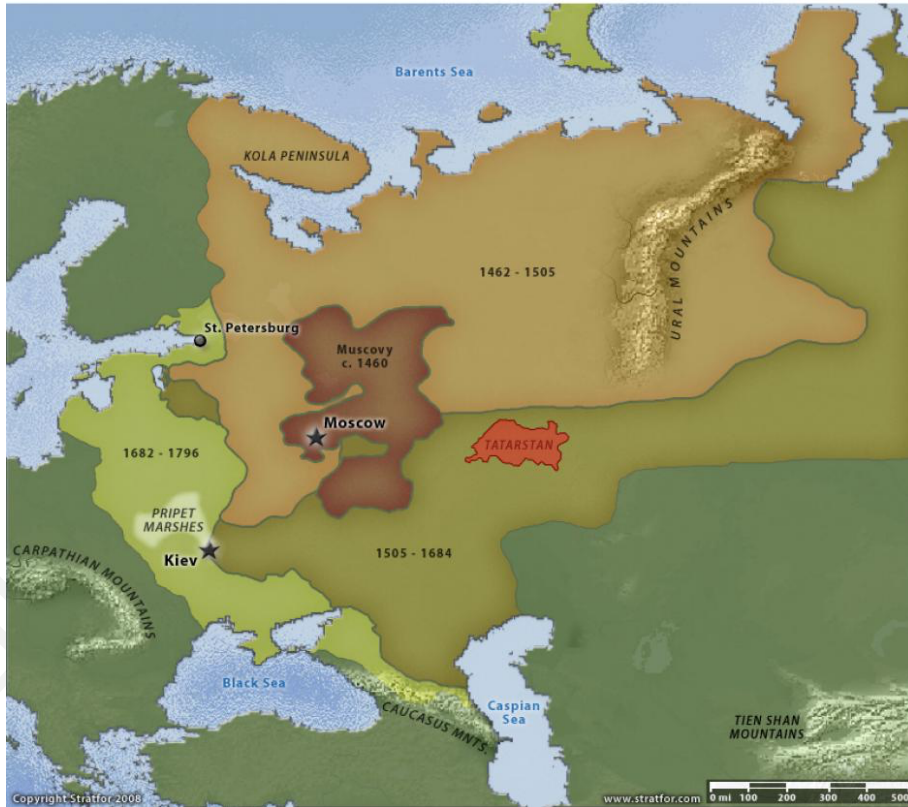 Barents Sea
KOLA PENINSULA
URAL MOUNTAINS
1462 - 1505
St. Petersburg
Muscovy
c. 1460
Moscow
TATARSTAN
1682 - 1796
PRIPET
MARSHES
Kiev
1505 - 1684
CARPATHIAN MOUNTAINS
Black Sea
Caspian
Sea
CAUCASUS MNTS.
TIEN SHAN
MOUNTAINS
Copyright Stratfor 2008
www.stratfor.com
0 mi 100 200 300 400 500